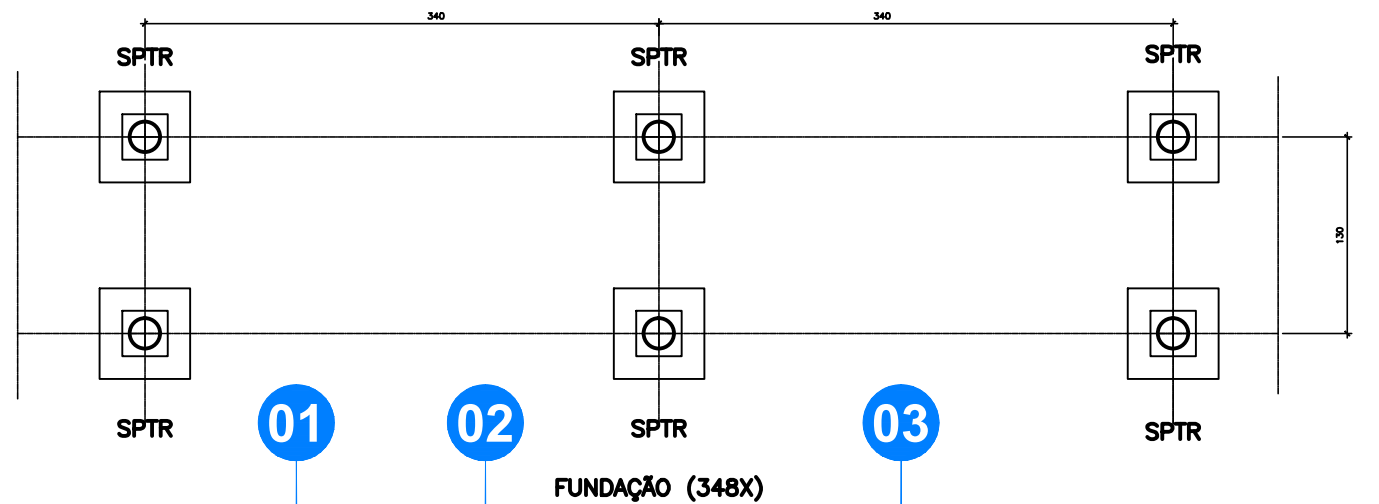 340 340
SPTR SPTR SPTR
130
SPTR SPTR SPTR
01 02 03
FUNDAÇÃO (348X)